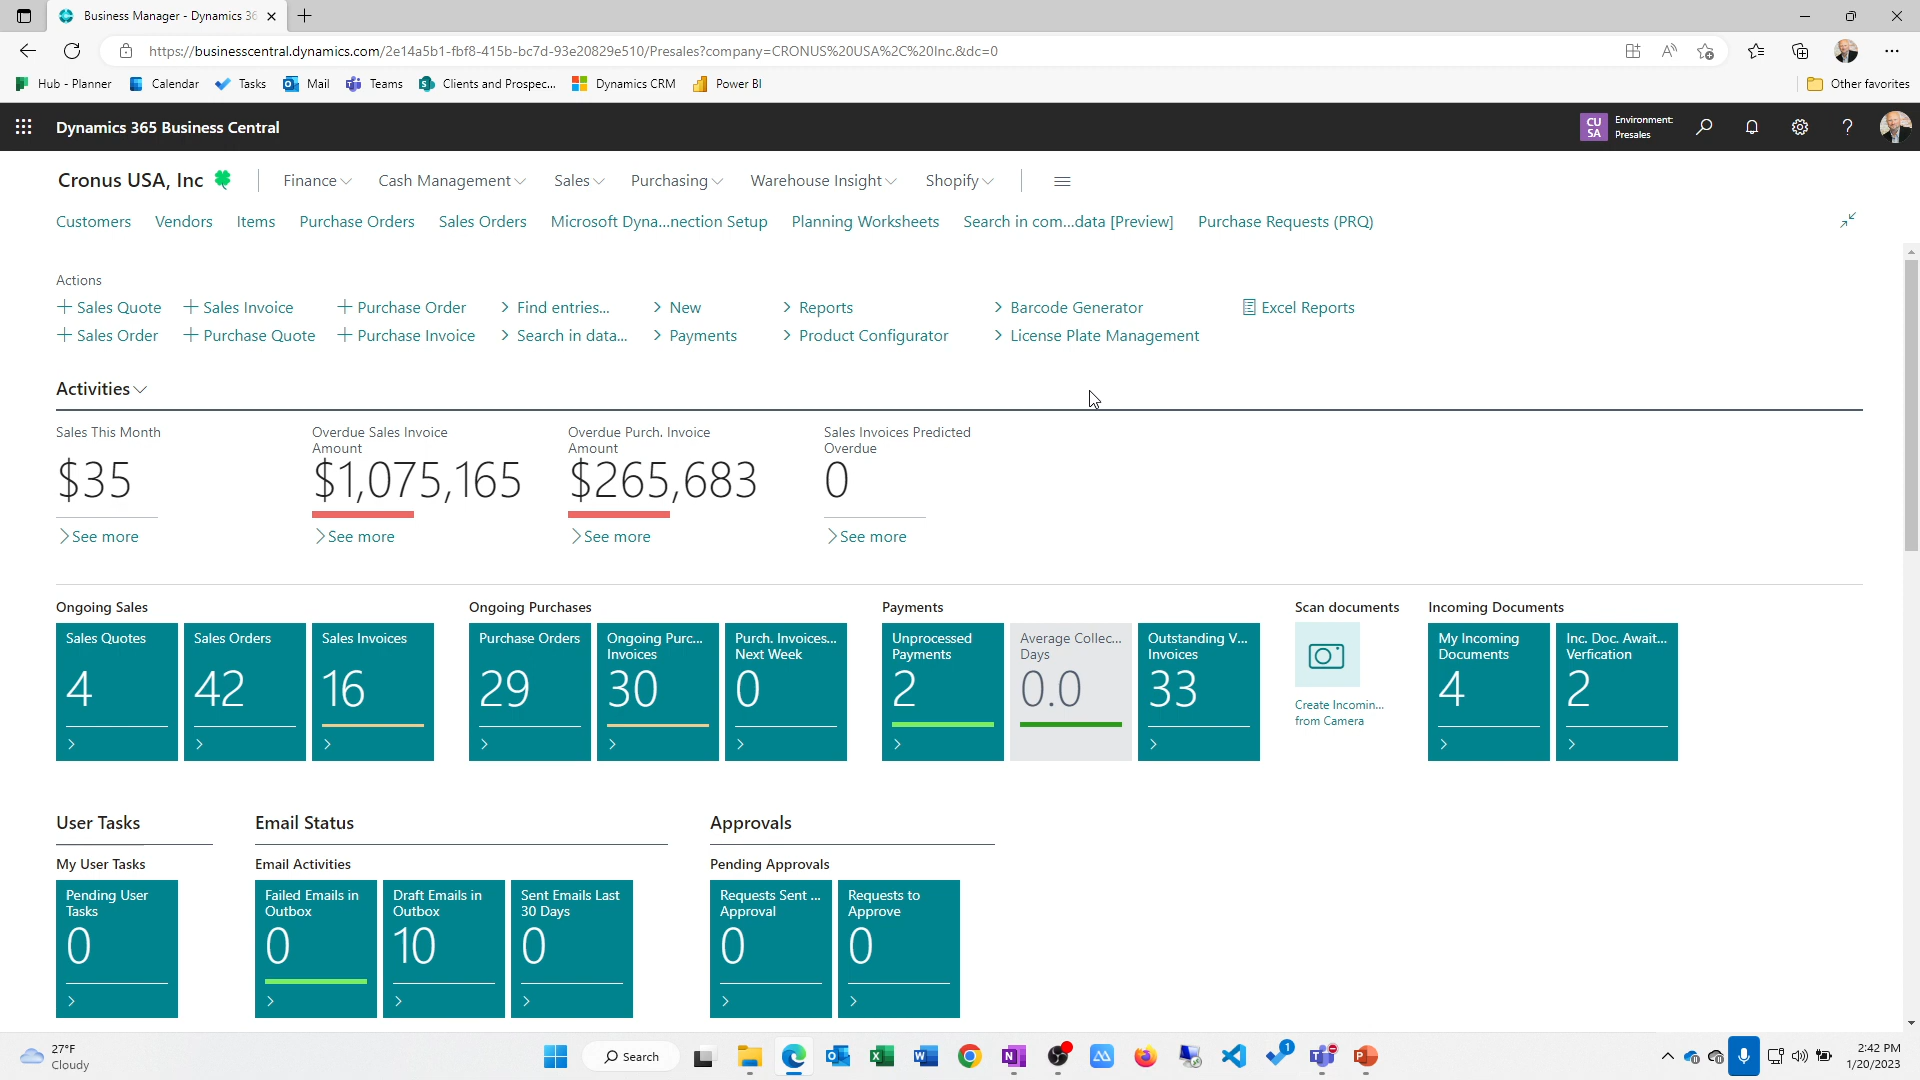 Business Manager - Dynamics 36
https://businesscentral.dynamics.com/2e14a5b1-fbf8-415b-bc7d-93e20829e510/Presales?company=CRONUS%20USA%2C%20Inc.&dc=0
Hub - Planner Calendar Tasks Mail Teams Clients and Prospec... Dynamics CRM Power BI Other favorites
Dynamics 365 Business Central
CU
SA
Environment:
Presales
Cronus USA, Inc Finance Cash Management Sales Purchasing Warehouse Insight Shopify
Customers Vendors Items Purchase Orders Sales Orders Microsoft Dyna...nection Setup Planning Worksheets Search in com...data [Preview] Purchase Requests (PRQ)
Actions
+ Sales Quote + Sales Invoice + Purchase Order > Find entries... > New > Reports > Barcode Generator Excel Reports
+ Sales Order + Purchase Quote + Purchase Invoice > Search in data... > Payments > Product Configurator > License Plate Management
Activities
Sales This Month
$35
> See more
Overdue Sales Invoice
Amount
$1,075,165
> See more
Overdue Purch. Invoice
Amount
$265,683
> See more
Sales Invoices Predicted
Overdue
0
> See more
Ongoing Sales
Sales Quotes
4
Sales Orders
42
Sales Invoices
16
Ongoing Purchases
Purchase Orders
29
Ongoing Purc...
Invoices
30
Purch. Invoices...
Next Week
0
Payments
Unprocessed
Payments
2
Average Collec...
Days
0.0
Outstanding V...
Invoices
33
Scan documents
Create Incomin...
from Camera
Incoming Documents
My Incoming
Documents
4
Inc. Doc. Await...
Verfication
2
User Tasks
My User Tasks
Pending User
Tasks
0
Email Status
Email Activities
Failed Emails in
Outbox
0
Draft Emails in
Outbox
10
Sent Emails Last
30 Days
0
Approvals
Pending Approvals
Requests Sent ...
Approval
0
Requests to
Approve
0
27°F
Cloudy
Search
1
2:42 PM
1/20/2023